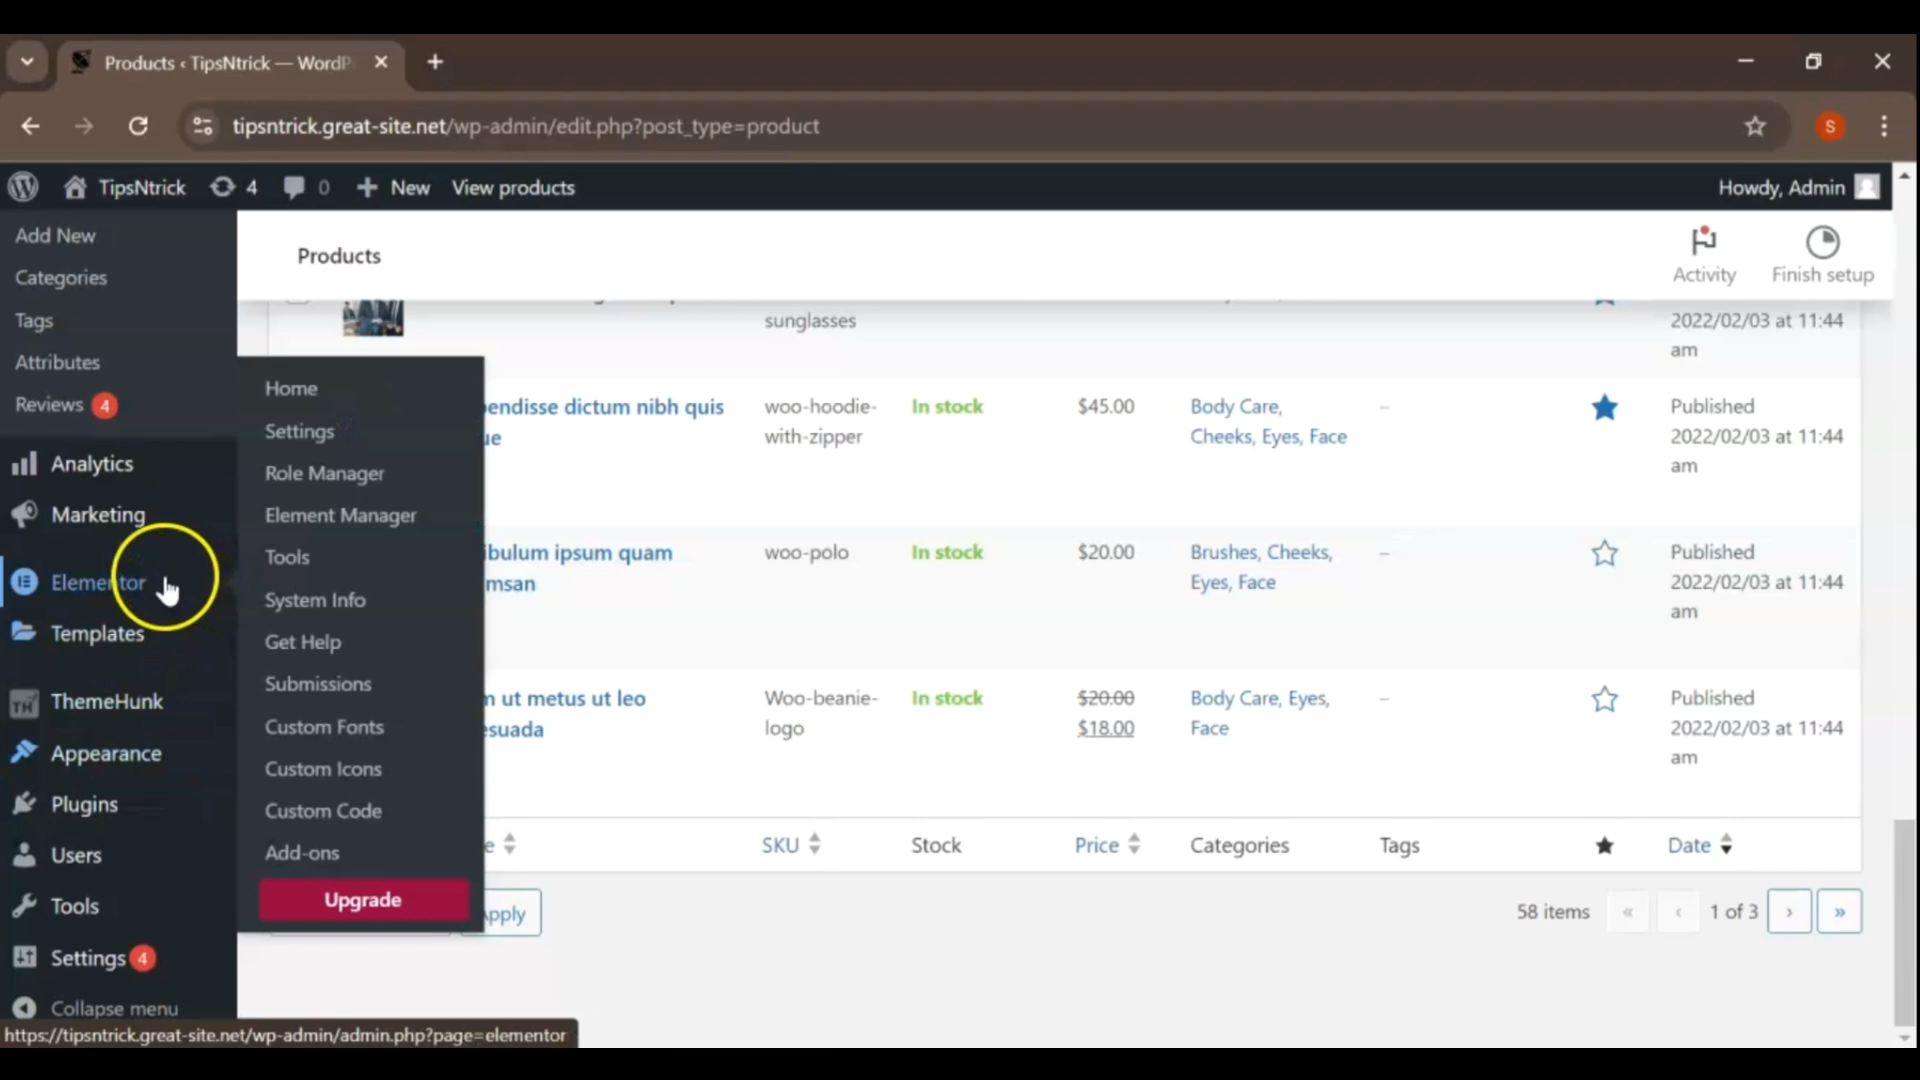 Products ‹ TipsNtrick — WordP
tipsntrick.great-site.net/wp-admin/edit.php?post_type=product
S
TipsNtrick 4 0 New View products Howdy, Admin
Add New
Categories
Tags
Attributes
Reviews 4
Analytics
Marketing
Elementor
Templates
ThemeHunk
Appearance
Plugins
Users
Tools
Settings 4
Collapse menu
Home
Settings
Role Manager
Element Manager
Tools
System Info
Get Help
Submissions
Custom Fonts
Custom Icons
Custom Code
Add-ons
Upgrade
Products
Activity
Finish setup
sunglasses 2022/02/03 at 11:44
am
endisse dictum nibh quis woo-hoodie- In stock $45.00 Body Care, – Published
ue with-zipper Cheeks, Eyes, Face 2022/02/03 at 11:44
am
ibulum ipsum quam woo-polo In stock $20.00 Brushes, Cheeks, – Published
msan Eyes, Face 2022/02/03 at 11:44
am
m ut metus ut leo Woo-beanie- In stock $20.00 Body Care, Eyes, – Published
esuada logo $18.00 Face 2022/02/03 at 11:44
am
e SKU Stock Price Categories Tags ★ Date
pply 58 items « ‹ 1 of 3 › »
https://tipsntrick.great-site.net/wp-admin/admin.php?page=elementor